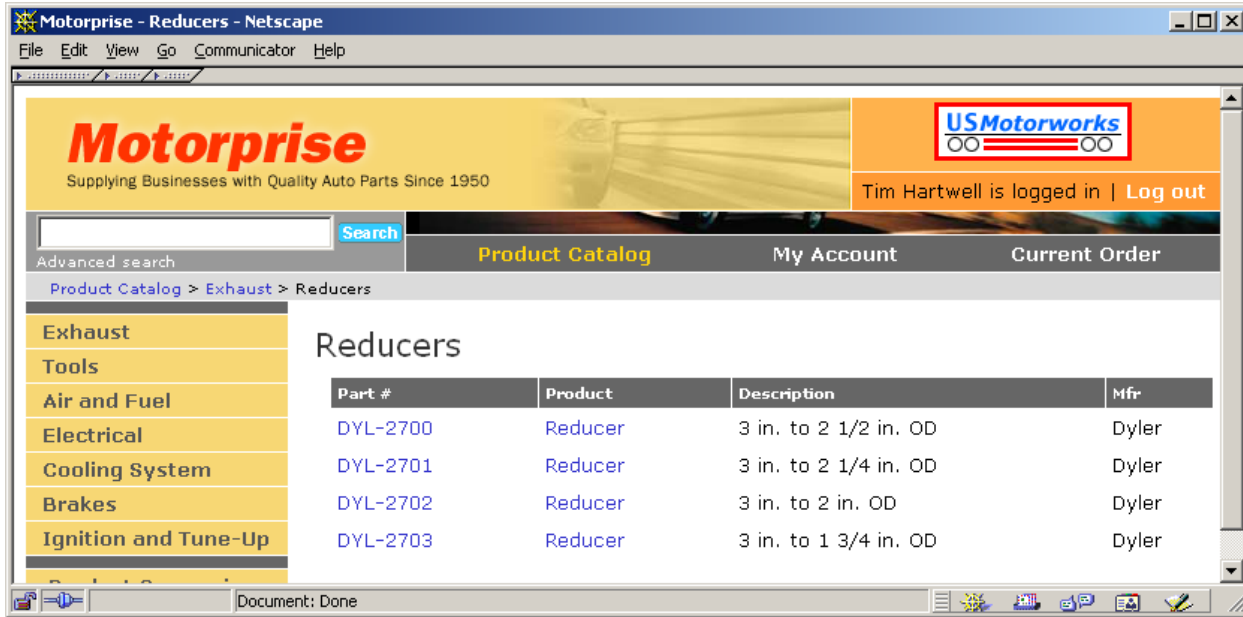 Motorprise - Reducers - Netscape
File Edit View Go Communicator Help
Motorprise
Supplying Businesses with Quality Auto Parts Since 1950
USMotorworks
Tim Hartwell is logged in | Log out
Search
Advanced search
Product Catalog My Account Current Order
Product Catalog > Exhaust > Reducers
Exhaust
Tools
Air and Fuel
Electrical
Cooling System
Brakes
Ignition and Tune-Up
Reducers
Part # Product Description Mfr
DYL-2700 Reducer 3 in. to 2 1/2 in. OD Dyler
DYL-2701 Reducer 3 in. to 2 1/4 in. OD Dyler
DYL-2702 Reducer 3 in. to 2 in. OD Dyler
DYL-2703 Reducer 3 in. to 1 3/4 in. OD Dyler
Document: Done